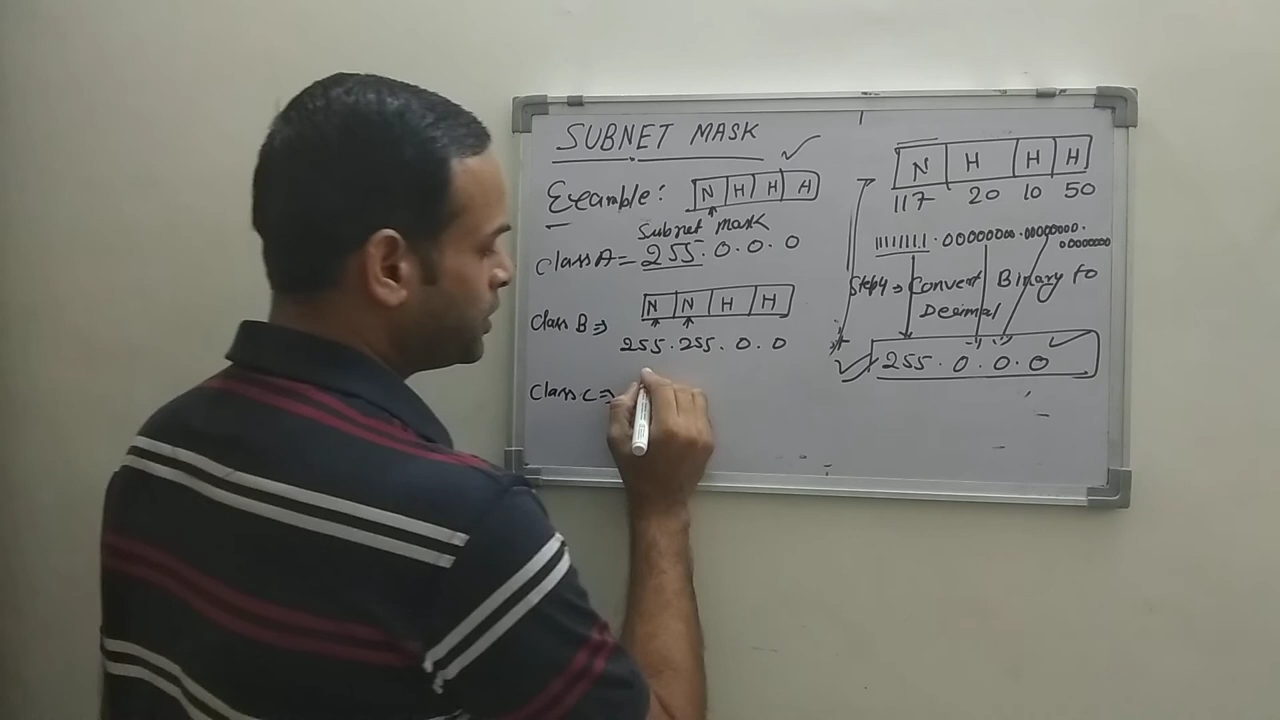 SUBNET MASK
Example: N H H H
Subnet mask
Class A = 255.0.0.0
N N H H
Class B ⇒
255.255.0.0
Class C ⇒
N H H H
117 20 10 50
11111111.00000000.00000000.
00000000
Step4 ⇒ Convert Binary to
Desimal
255.0.0.0